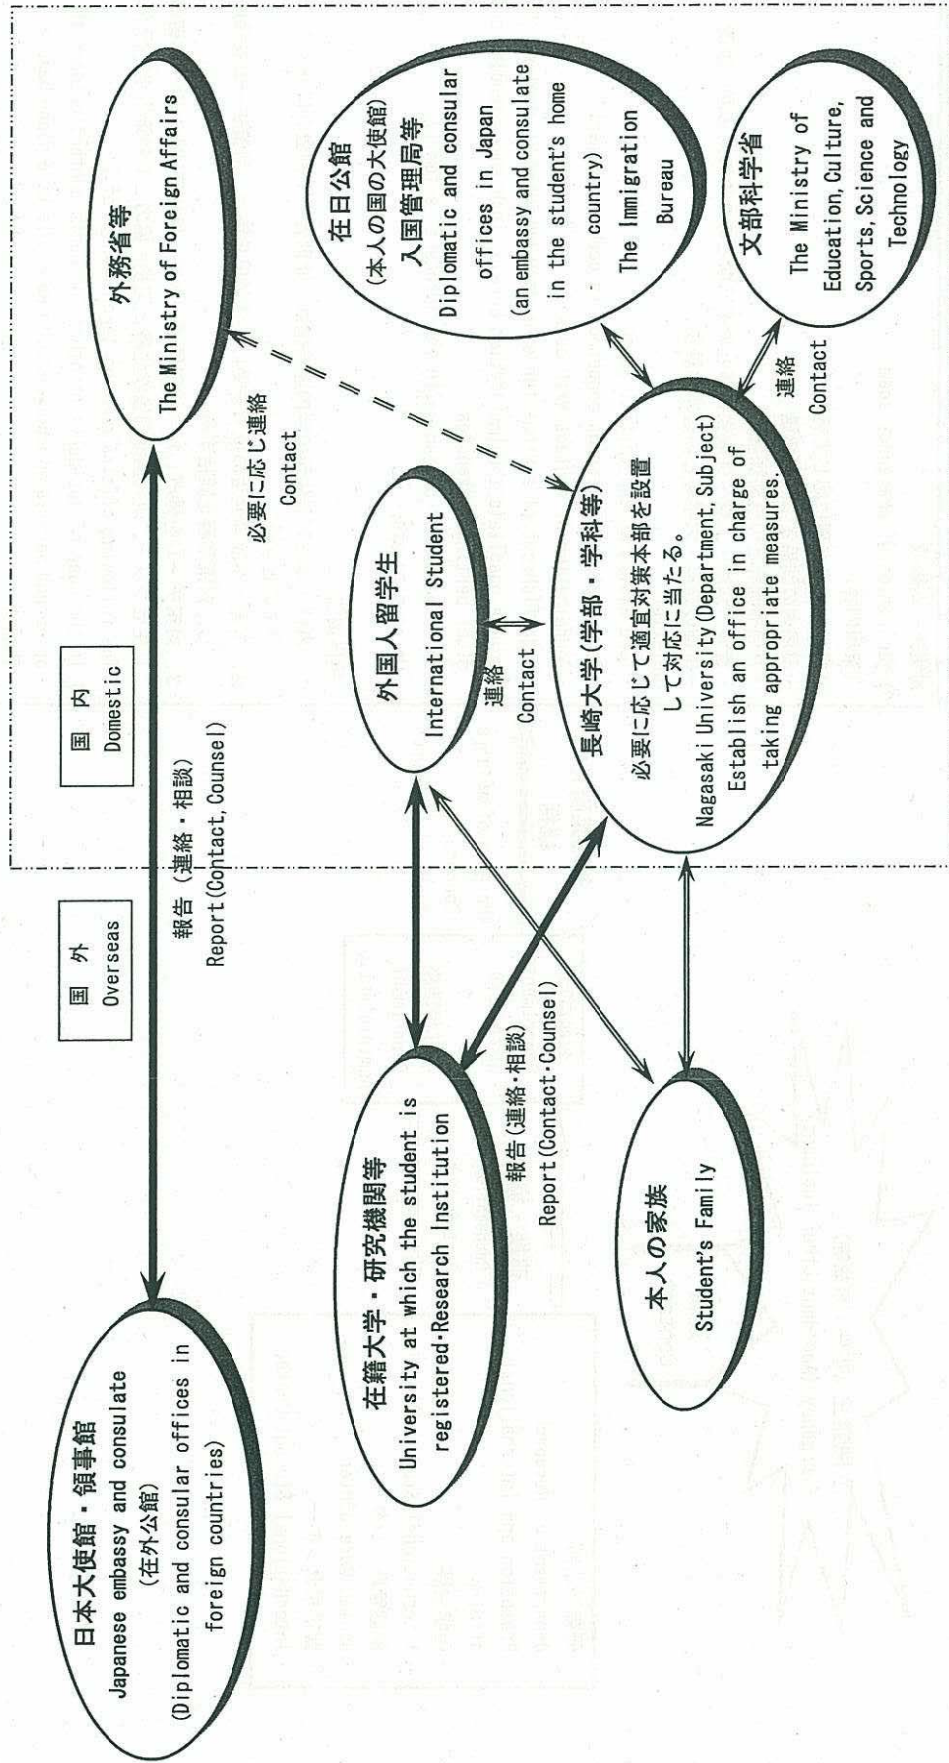 国 外
Overseas
国 内
Domestic
日本大使館・領事館
Japanese embassy and consulate
(在外公館)
(Diplomatic and consular offices in
foreign countries)
報告 (連絡・相談)
Report(Contact, Counsel)
外務省等
The Ministry of Foreign Affairs
必要に応じ連絡
Contact
在籍大学・研究機関等
University at which the student is
registered・Research Institution
報告(連絡・相談)
Report(Contact・Counsel)
外国人留学生
International Student
連絡
Contact
在日公館
(本人の国の大使館)
入国管理局等
Diplomatic and consular
offices in Japan
(an embassy and consulate
in the student's home
country)
The Immigration
Bureau
本人の家族
Student's Family
長崎大学(学部・学科等)
必要に応じて適宜対策本部を設置
して対応に当たる。
Nagasaki University(Department, Subject)
Establish an office in charge of
taking appropriate measures.
連絡
Contact
文部科学省
The Ministry of
Education, Culture,
Sports, Science and
Technology